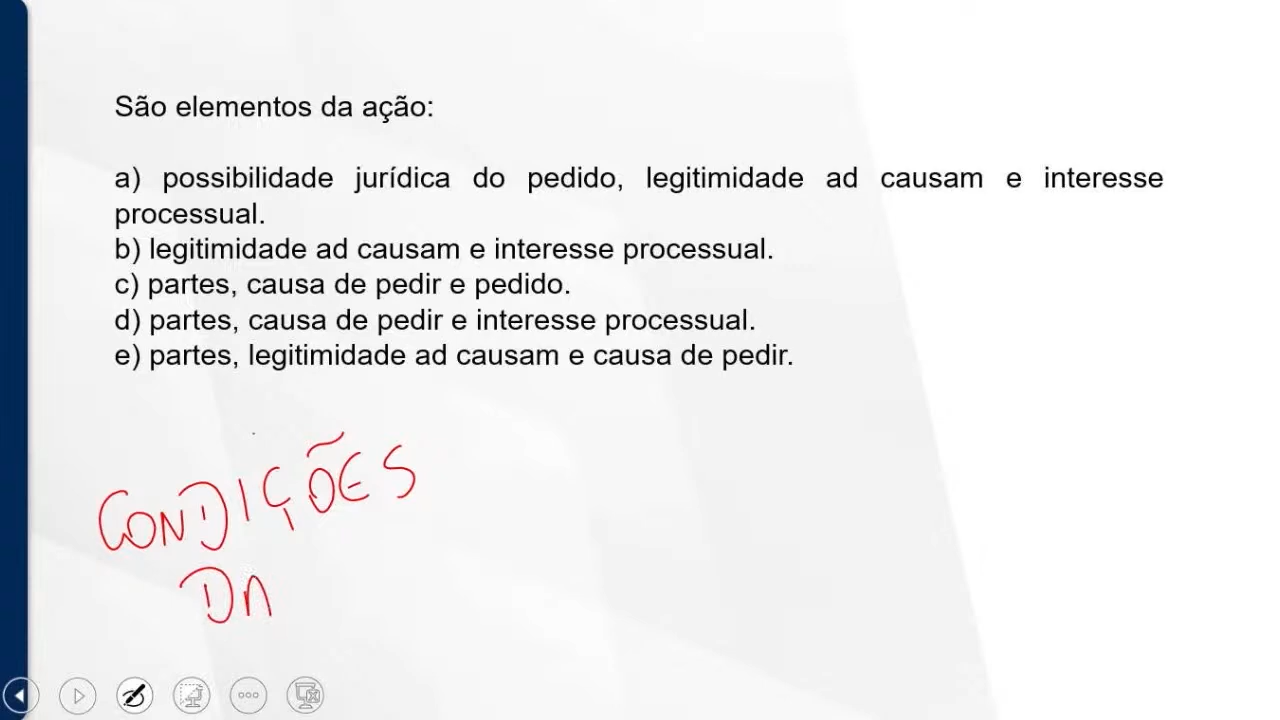 São elementos da ação:
a) possibilidade jurídica do pedido, legitimidade ad causam e interesse
processual.
b) legitimidade ad causam e interesse processual.
c) partes, causa de pedir e pedido.
d) partes, causa de pedir e interesse processual.
e) partes, legitimidade ad causam e causa de pedir.
CONDIÇÕES
DA